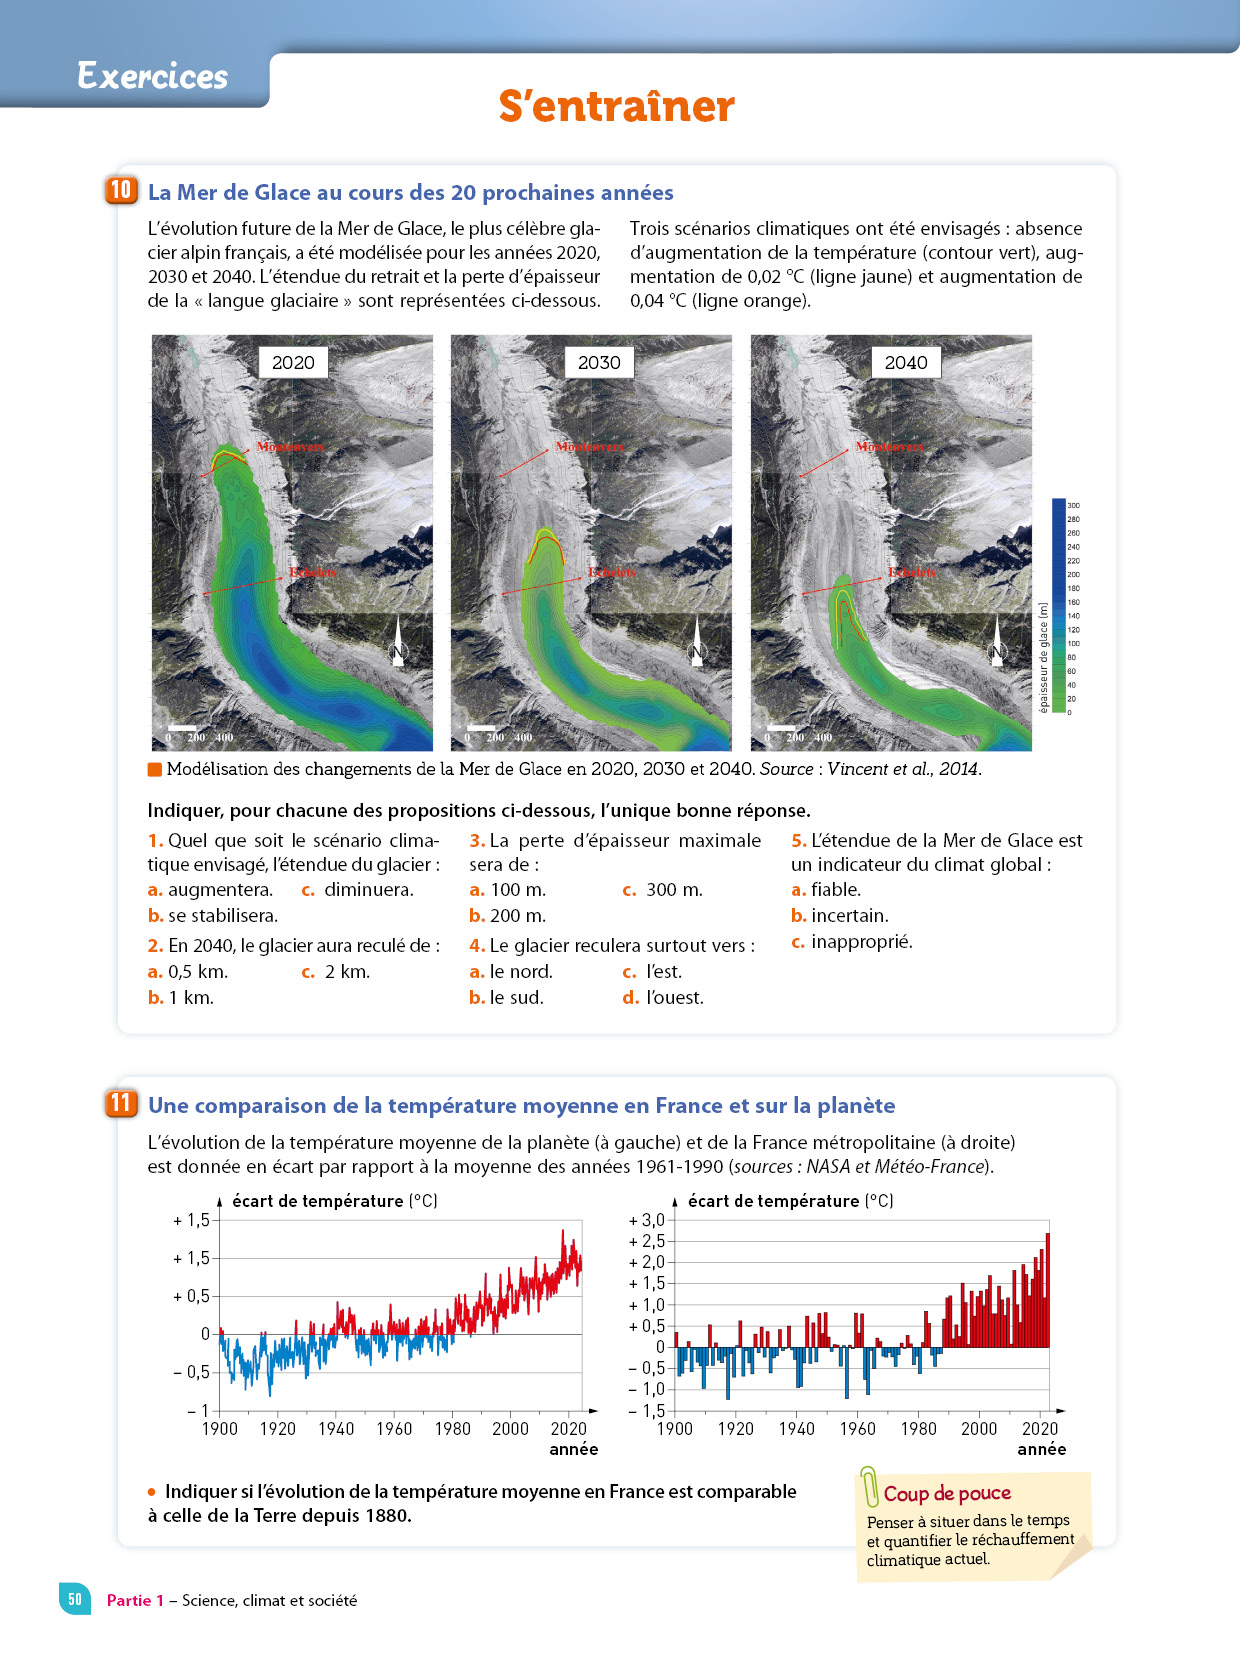 Exercices
S'entraîner
10 La Mer de Glace au cours des 20 prochaines années
L'évolution future de la Mer de Glace, le plus célèbre gla-
cier alpin français, a été modélisée pour les années 2020,
2030 et 2040. L'étendue du retrait et la perte d'épaisseur
de la « langue glaciaire » sont représentées ci-dessous.
Trois scénarios climatiques ont été envisagés : absence
d'augmentation de la température (contour vert), aug-
mentation de 0,02 °C (ligne jaune) et augmentation de
0,04 °C (ligne orange).
2020
Montenvers
Echelets
N
0 200 400
2030
Montenvers
Echelets
N
0 200 400
2040
Montenvers
Echelets
N
0 200 400
épaisseur de glace (m)
300
280
260
240
220
200
180
160
140
120
100
80
60
40
20
0
Modélisation des changements de la Mer de Glace en 2020, 2030 et 2040. Source : Vincent et al., 2014.
Indiquer, pour chacune des propositions ci-dessous, l'unique bonne réponse.
1. Quel que soit le scénario clima-
tique envisagé, l'étendue du glacier :
a. augmentera. c. diminuera.
b. se stabilisera.
2. En 2040, le glacier aura reculé de :
a. 0,5 km. c. 2 km.
b. 1 km.
3. La perte d'épaisseur maximale
sera de :
a. 100 m. c. 300 m.
b. 200 m.
4. Le glacier reculera surtout vers :
a. le nord. c. l'est.
b. le sud. d. l'ouest.
5. L'étendue de la Mer de Glace est
un indicateur du climat global :
a. fiable.
b. incertain.
c. inapproprié.
11 Une comparaison de la température moyenne en France et sur la planète
L'évolution de la température moyenne de la planète (à gauche) et de la France métropolitaine (à droite)
est donnée en écart par rapport à la moyenne des années 1961-1990 (sources : NASA et Météo-France).
écart de température (°C)
+ 1,5
+ 1,5
+ 0,5
0
– 0,5
– 1
1900 1920 1940 1960 1980 2000 2020
année
écart de température (°C)
+ 3,0
+ 2,5
+ 2,0
+ 1,5
+ 1,0
+ 0,5
0
– 0,5
– 1,0
– 1,5
1900 1920 1940 1960 1980 2000 2020
année
• Indiquer si l'évolution de la température moyenne en France est comparable
à celle de la Terre depuis 1880.
Coup de pouce
Penser à situer dans le temps
et quantifier le réchauffement
climatique actuel.
50 Partie 1 – Science, climat et société